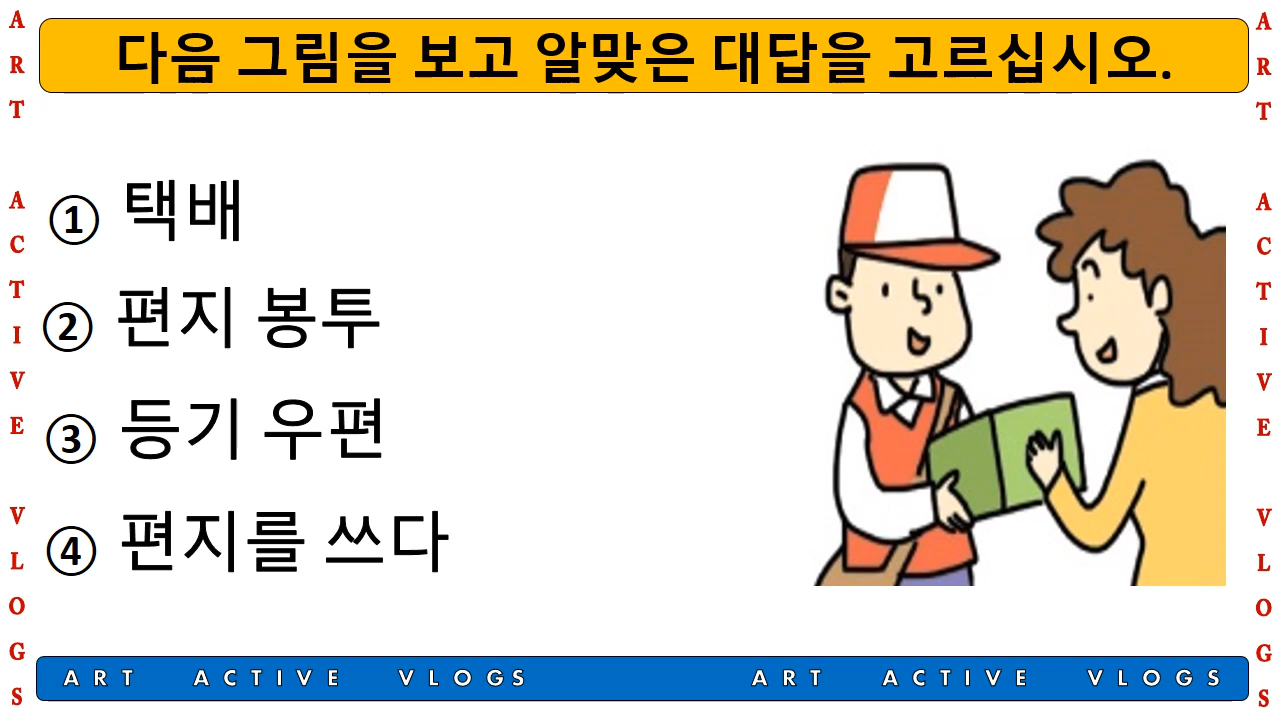 다음 그림을 보고 알맞은 대답을 고르십시오.
① 택배
② 편지 봉투
③ 등기 우편
④ 편지를 쓰다
ART ACTIVE VLOGS
ART ACTIVE VLOGS
ART ACTIVE VLOGS ART ACTIVE VLOGS